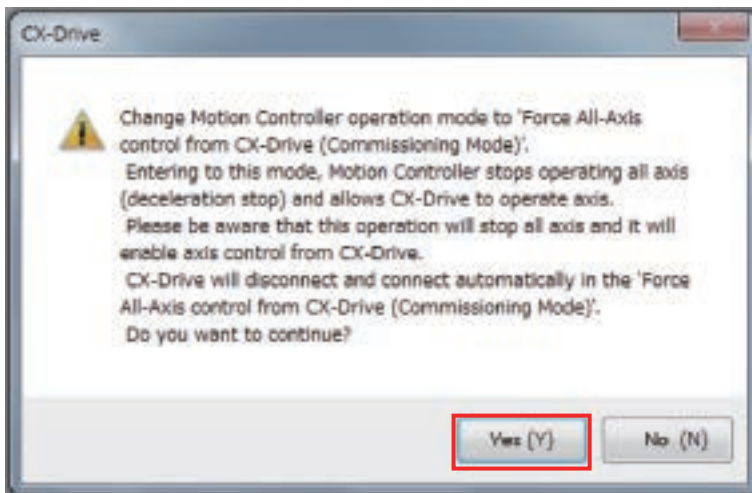 CX-Drive
Change Motion Controller operation mode to 'Force All-Axis
control from CX-Drive (Commissioning Mode)'.
Entering to this mode, Motion Controller stops operating all axis
(deceleration stop) and allows CX-Drive to operate axis.
Please be aware that this operation will stop all axis and it will
enable axis control from CX-Drive.
CX-Drive will disconnect and connect automatically in the 'Force
All-Axis control from CX-Drive (Commissioning Mode)'.
Do you want to continue?
Yes (Y) No (N)